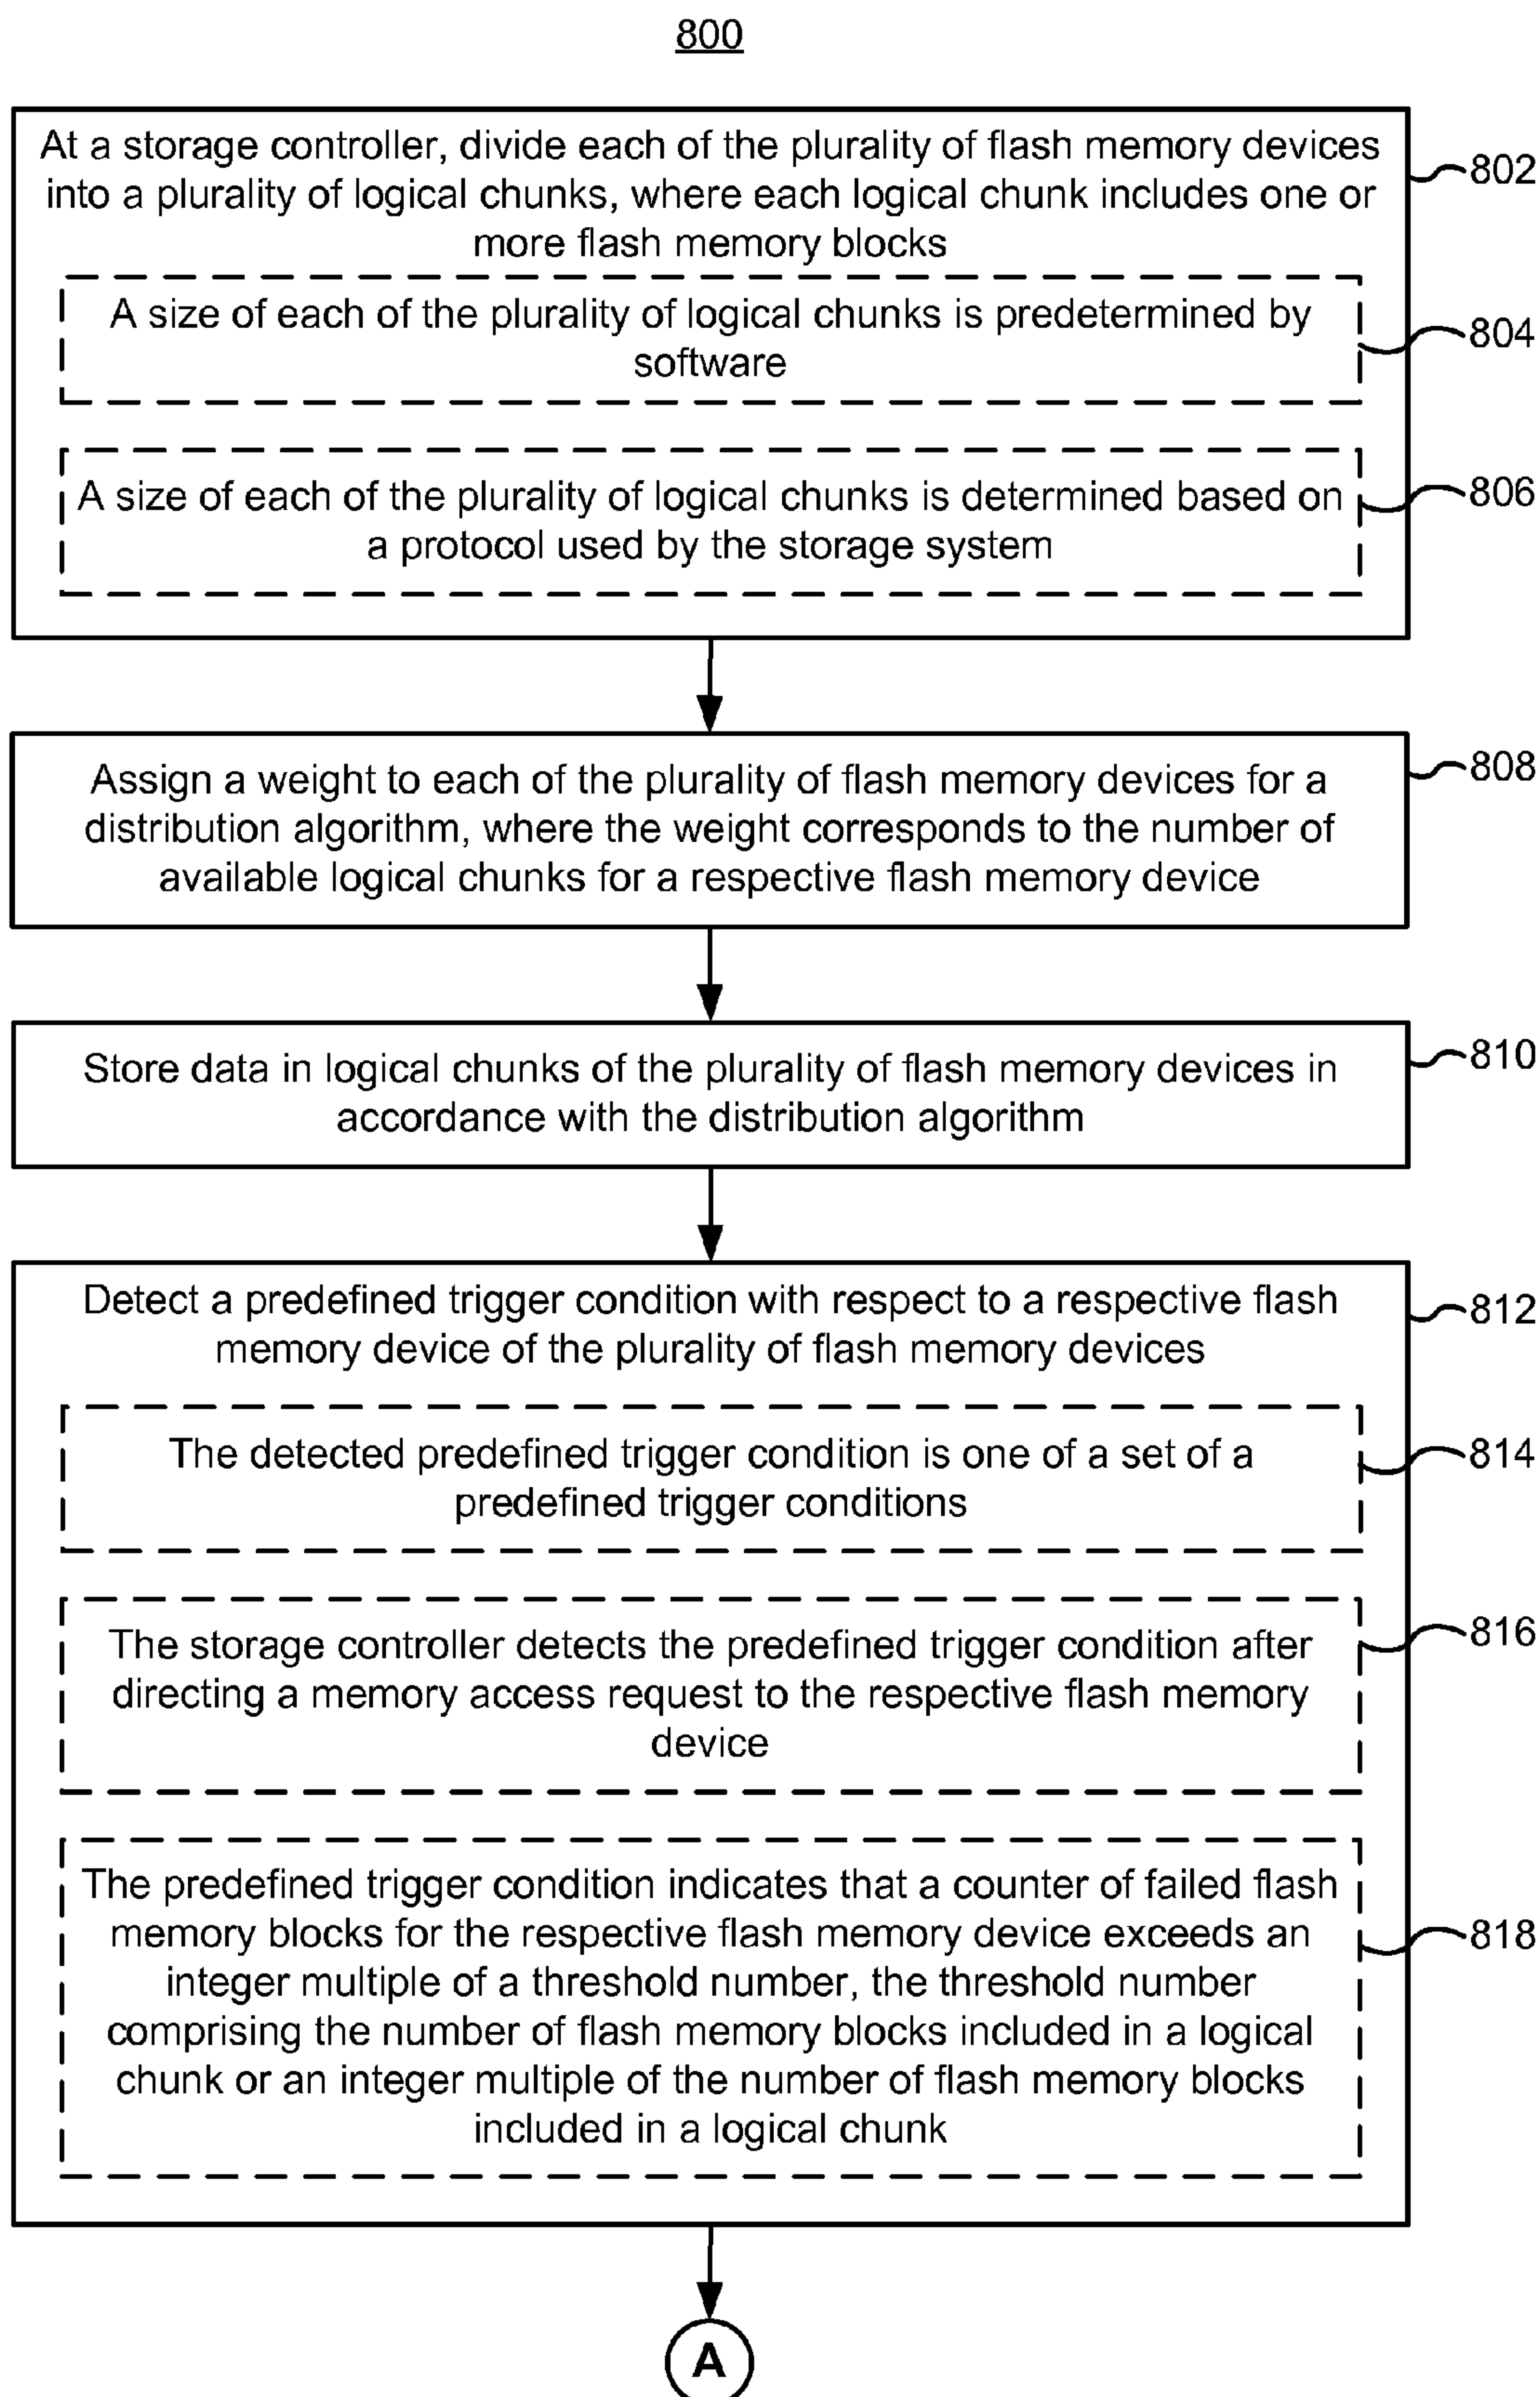 800
At a storage controller, divide each of the plurality of flash memory devices
into a plurality of logical chunks, where each logical chunk includes one or
more flash memory blocks
802
A size of each of the plurality of logical chunks is predetermined by
software
804
A size of each of the plurality of logical chunks is determined based on
a protocol used by the storage system
806
Assign a weight to each of the plurality of flash memory devices for a
distribution algorithm, where the weight corresponds to the number of
available logical chunks for a respective flash memory device
808
Store data in logical chunks of the plurality of flash memory devices in
accordance with the distribution algorithm
810
Detect a predefined trigger condition with respect to a respective flash
memory device of the plurality of flash memory devices
812
The detected predefined trigger condition is one of a set of a
predefined trigger conditions
814
The storage controller detects the predefined trigger condition after
directing a memory access request to the respective flash memory
device
816
The predefined trigger condition indicates that a counter of failed flash
memory blocks for the respective flash memory device exceeds an
integer multiple of a threshold number, the threshold number
comprising the number of flash memory blocks included in a logical
chunk or an integer multiple of the number of flash memory blocks
included in a logical chunk
818
A